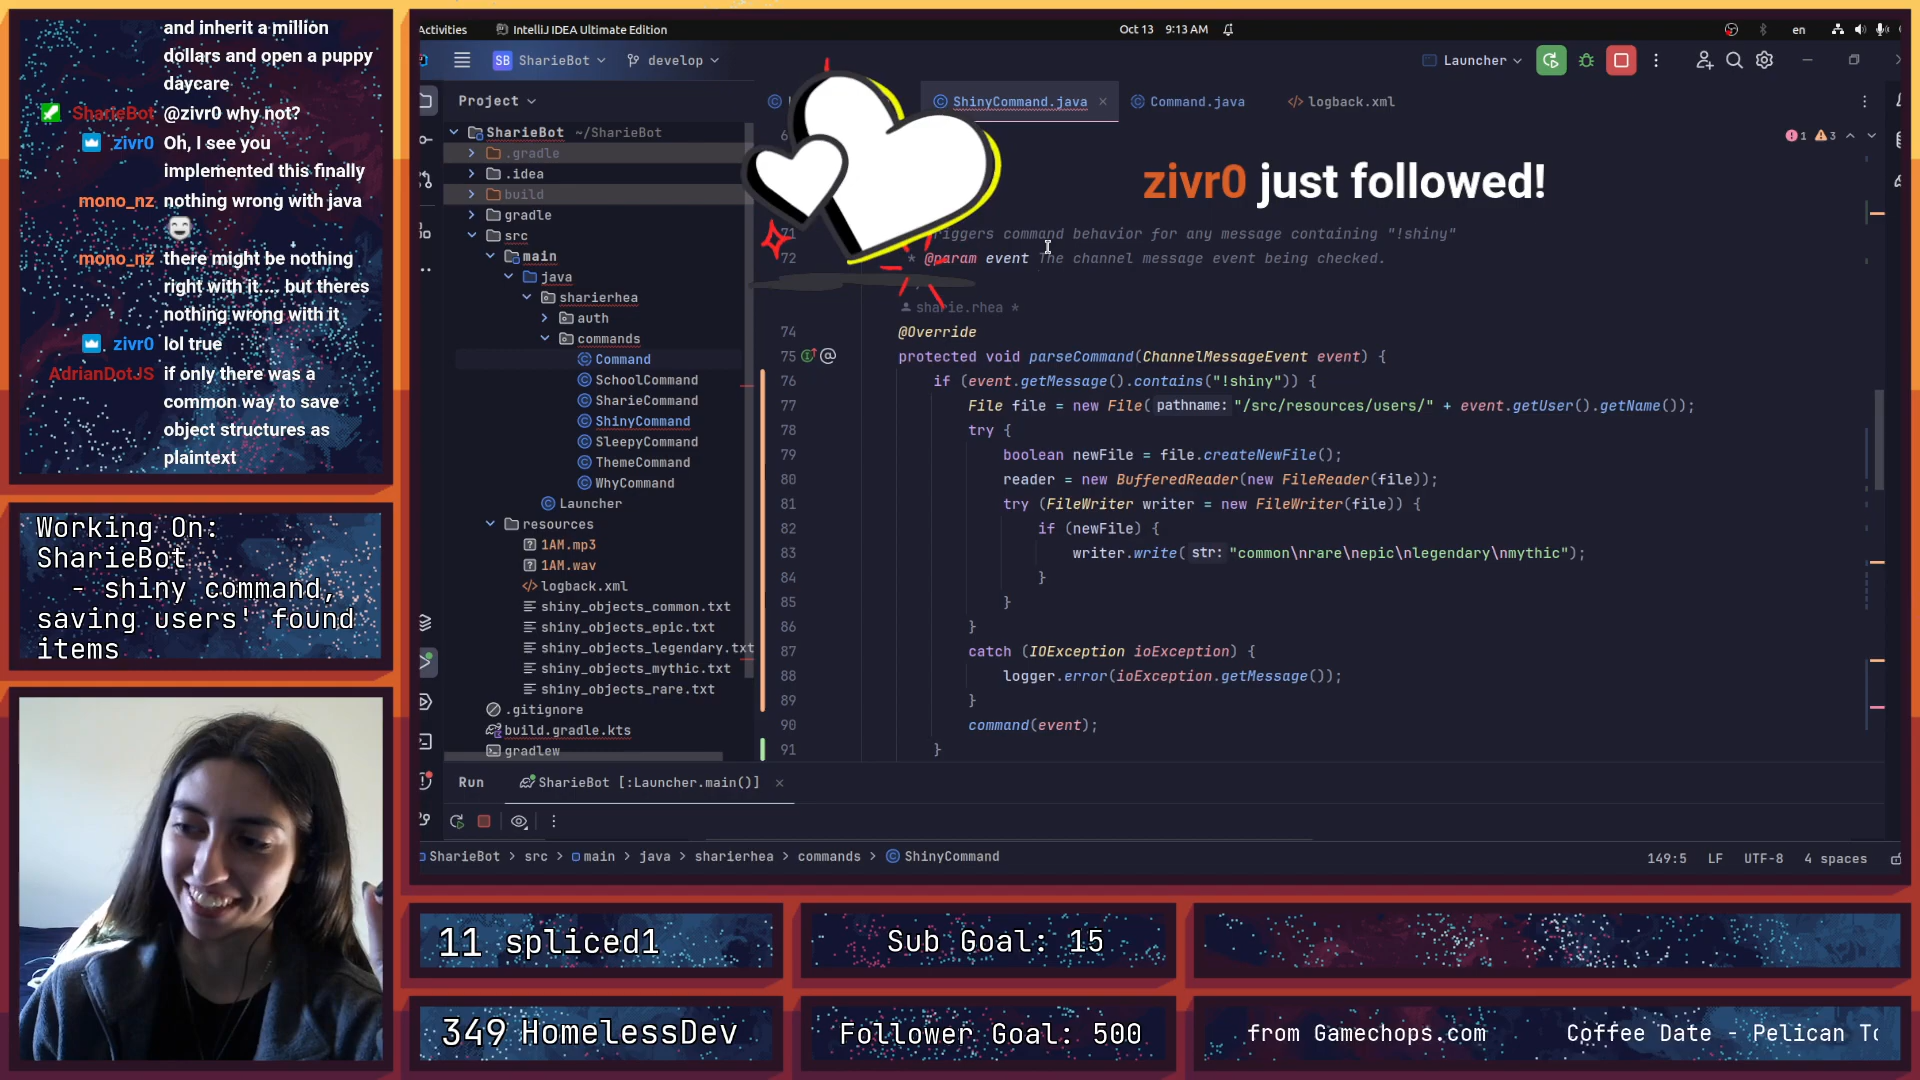 and inherit a million
dollars and open a puppy
daycare
SharieBot @zivr0 why not?
zivr0 Oh, I see you
implemented this finally
mono_nz nothing wrong with java
mono_nz there might be nothing
right with it.... but theres
nothing wrong with it
zivr0 lol true
AdrianDotJS if only there was a
common way to save
object structures as
plaintext
Working On:
SharieBot
- shiny command,
saving users' found
items
Activities
IntelliJ IDEA Ultimate Edition
Oct 13 9:13 AM
en
SB SharieBot
develop
Launcher
Project
ShinyCommand.java
Command.java
logback.xml
SharieBot ~/SharieBot
.gradle
.idea
build
gradle
src
main
java
sharierhea
auth
commands
Command
SchoolCommand
SharieCommand
ShinyCommand
SleepyCommand
ThemeCommand
WhyCommand
Launcher
resources
1AM.mp3
1AM.wav
logback.xml
shiny_objects_common.txt
shiny_objects_epic.txt
shiny_objects_legendary.txt
shiny_objects_mythic.txt
shiny_objects_rare.txt
.gitignore
build.gradle.kts
gradlew
1 3
zivr0 just followed!
71 riggers command behavior for any message containing "!shiny"
72 * @param event The channel message event being checked.
sharie.rhea *
74 @Override
75 @ protected void parseCommand(ChannelMessageEvent event) {
76 if (event.getMessage().contains("!shiny")) {
77 File file = new File( pathname: "/src/resources/users/" + event.getUser().getName());
78 try {
79 boolean newFile = file.createNewFile();
80 reader = new BufferedReader(new FileReader(file));
81 try (FileWriter writer = new FileWriter(file)) {
82 if (newFile) {
83 writer.write( str: "common\nrare\nepic\nlegendary\nmythic");
84 }
85 }
86 }
87 catch (IOException ioException) {
88 logger.error(ioException.getMessage());
89 }
90 command(event);
91 }
Run
SharieBot [:Launcher.main()]
SharieBot > src > main > java > sharierhea > commands > ShinyCommand
149:5 LF UTF-8 4 spaces
11 spliced1
Sub Goal: 15
349 HomelessDev
Follower Goal: 500
from Gamechops.com
Coffee Date - Pelican